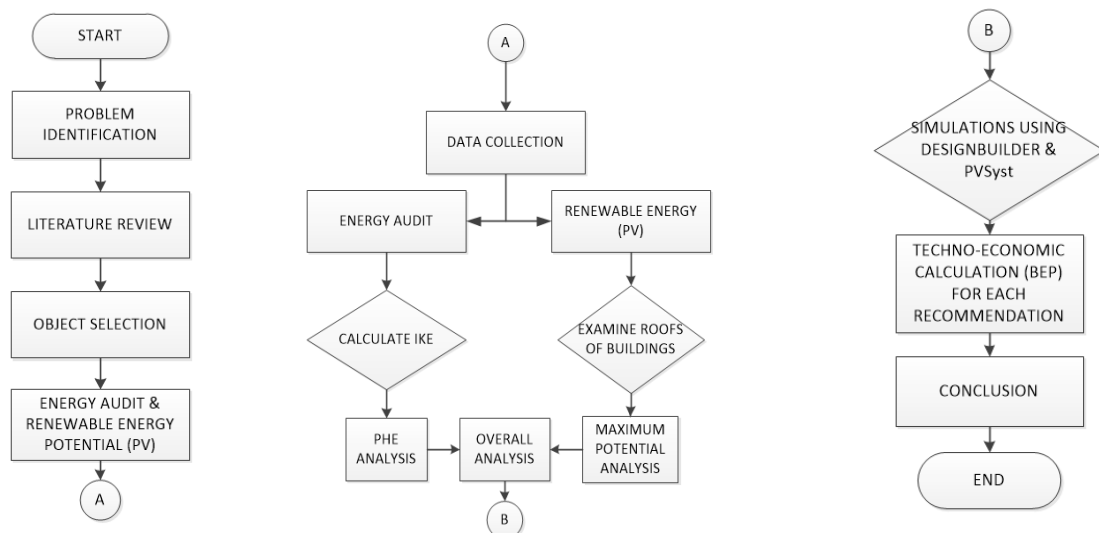 START
PROBLEM
IDENTIFICATION
LITERATURE REVIEW
OBJECT SELECTION
ENERGY AUDIT &
RENEWABLE ENERGY
POTENTIAL (PV)
A
A
DATA COLLECTION
ENERGY AUDIT
RENEWABLE ENERGY
(PV)
CALCULATE IKE
EXAMINE ROOFS
OF BUILDINGS
PHE
ANALYSIS
OVERALL
ANALYSIS
MAXIMUM
POTENTIAL
ANALYSIS
B
B
SIMULATIONS USING
DESIGNBUILDER &
PVSyst
TECHNO-ECONOMIC
CALCULATION (BEP)
FOR EACH
RECOMMENDATION
CONCLUSION
END